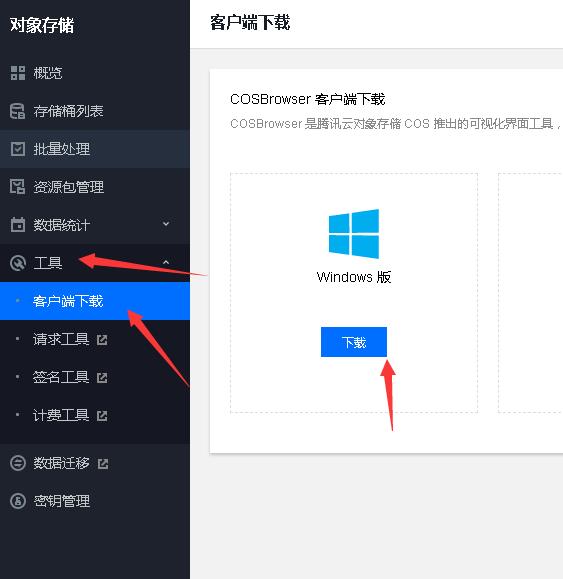 对象存储
概览
存储桶列表
批量处理
资源包管理
数据统计
工具
客户端下载
请求工具
签名工具
计费工具
数据迁移
密钥管理
客户端下载
COSBrowser 客户端下载
COSBrowser 是腾讯云对象存储 COS 推出的可视化界面工具，
Windows 版
下载